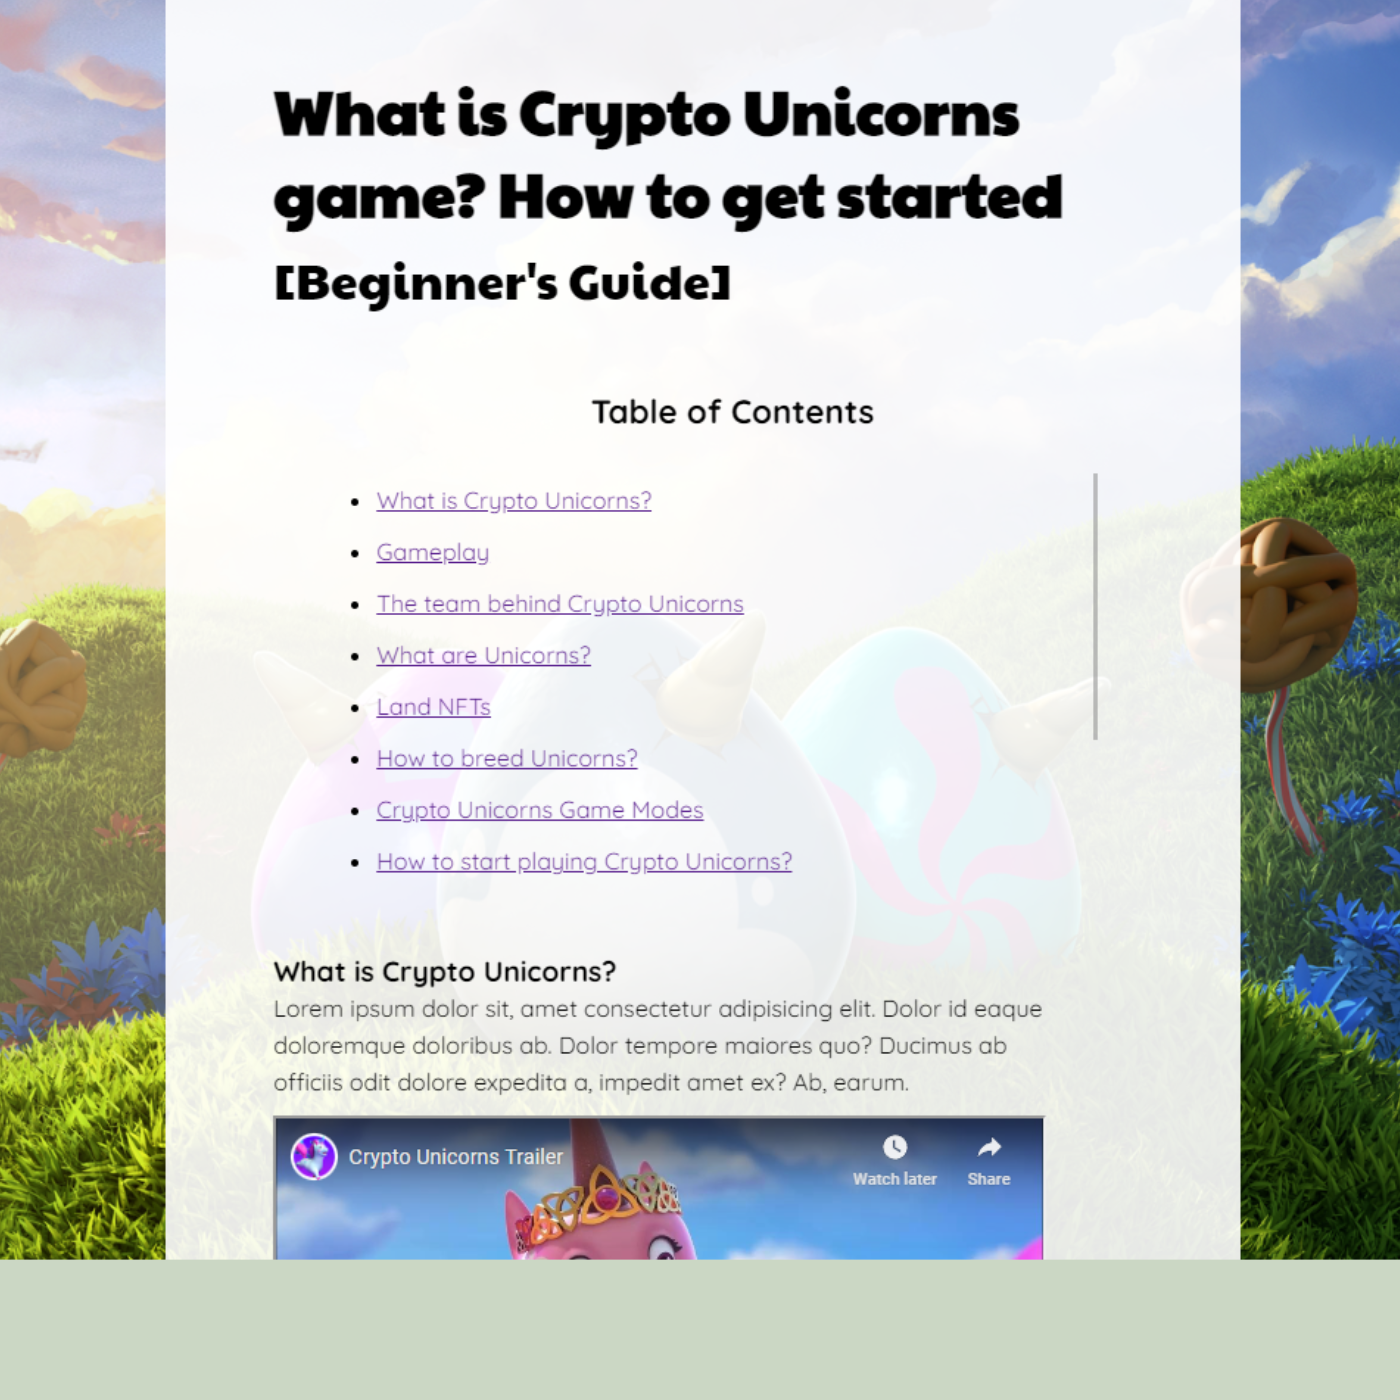 What is Crypto Unicorns
game? How to get started
[Beginner's Guide]
Table of Contents
What is Crypto Unicorns?
Gameplay
The team behind Crypto Unicorns
What are Unicorns?
Land NFTs
How to breed Unicorns?
Crypto Unicorns Game Modes
How to start playing Crypto Unicorns?
What is Crypto Unicorns?
Lorem ipsum dolor sit, amet consectetur adipisicing elit. Dolor id eaque
doloremque doloribus ab. Dolor tempore maiores quo? Ducimus ab
officiis odit dolore expedita a, impedit amet ex? Ab, earum.
Crypto Unicorns Trailer
Watch later
Share